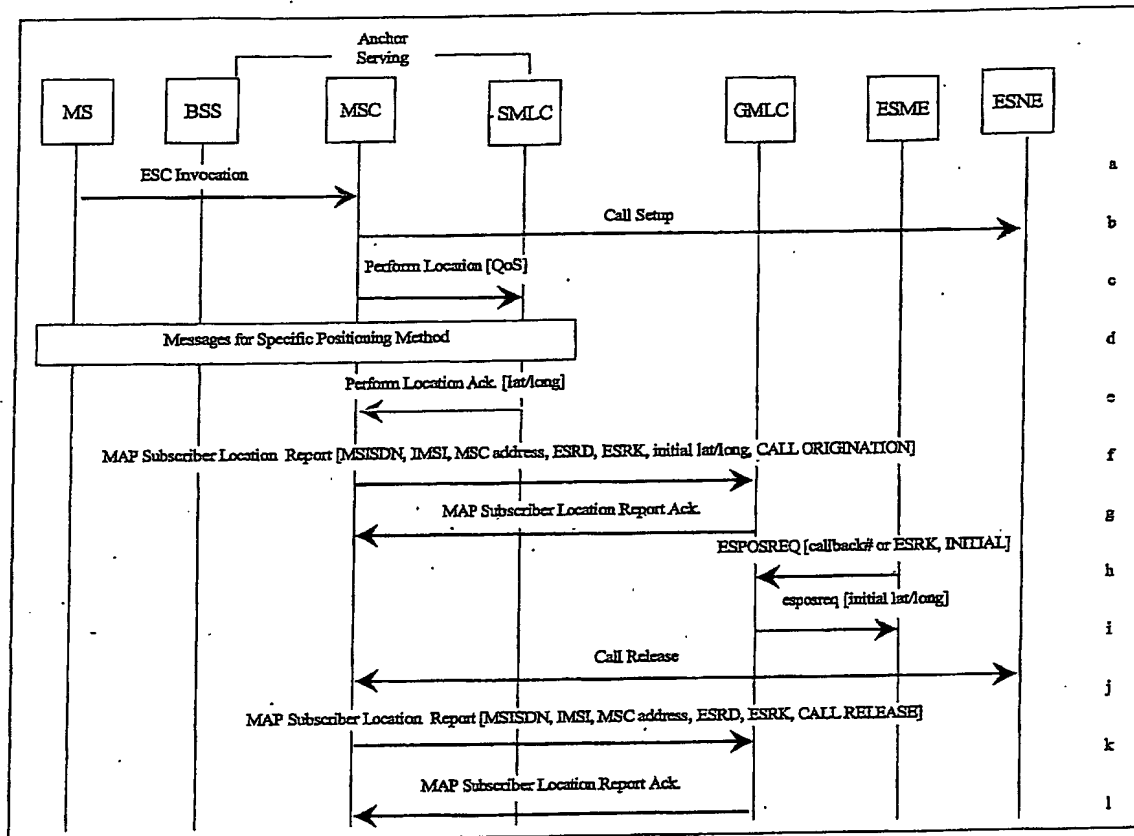 Anchor
Serving
MS
BSS
MSC
SMLC
GMLC
ESME
ESNE
a
ESC Invocation
Call Setup
b
Perform Location [QoS]
c
Messages for Specific Positioning Method
d
Perform Location Ack. [lat/long]
e
MAP Subscriber Location Report [MSISDN, IMSI, MSC address, ESRD, ESRK, initial lat/long, CALL ORIGINATION]
f
MAP Subscriber Location Report Ack.
g
ESPOSREQ [callback# or ESRK, INITIAL]
h
esposreq [initial lat/long]
i
Call Release
j
MAP Subscriber Location Report [MSISDN, IMSI, MSC address, ESRD, ESRK, CALL RELEASE]
k
MAP Subscriber Location Report Ack.
l